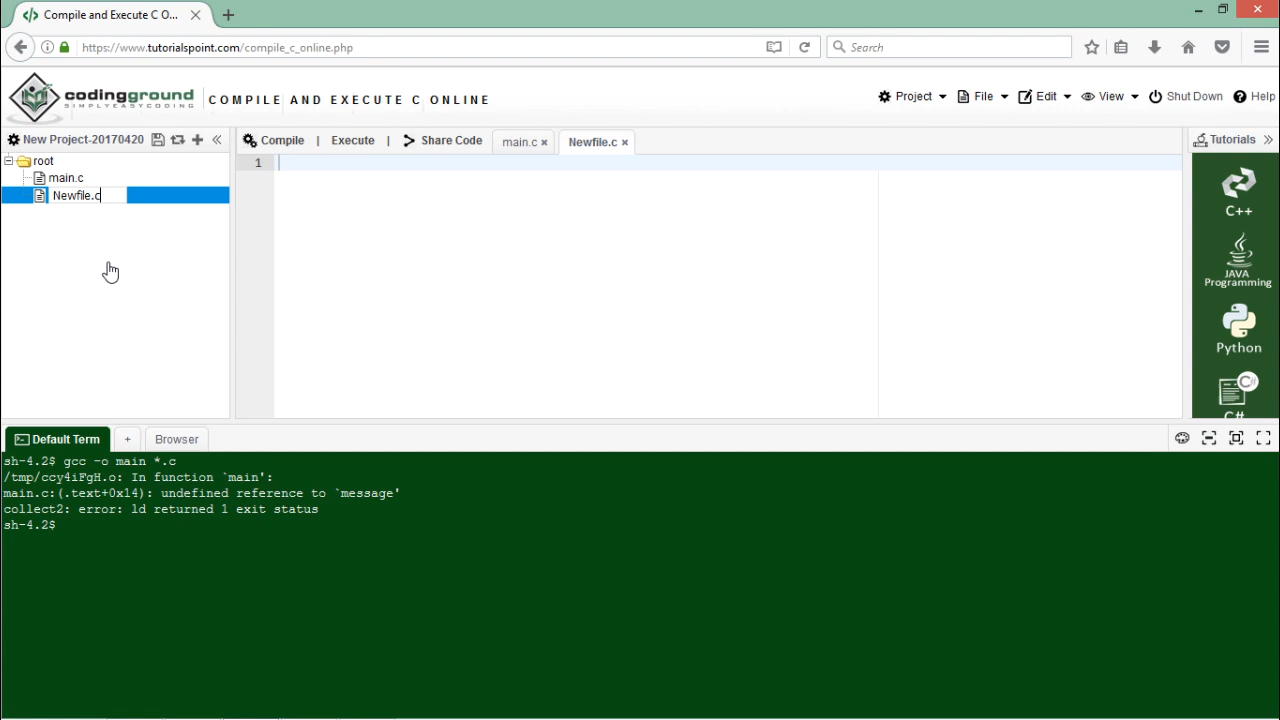 Compile and Execute C O...
https://www.tutorialspoint.com/compile_c_online.php
Search
codingground
SIMPLYEASYCODING
COMPILE AND EXECUTE C ONLINE
Project
File
Edit
View
Shut Down
Help
New Project-20170420
Compile | Execute | Share Code
main.c
Newfile.c
Tutorials
root
main.c
Newfile.c
1
C++
JAVA
Programming
Python
C#
Default Term
+
Browser
sh-4.2$ gcc -o main *.c
/tmp/ccy4iFgH.o: In function `main':
main.c:(.text+0x14): undefined reference to `message'
collect2: error: ld returned 1 exit status
sh-4.2$